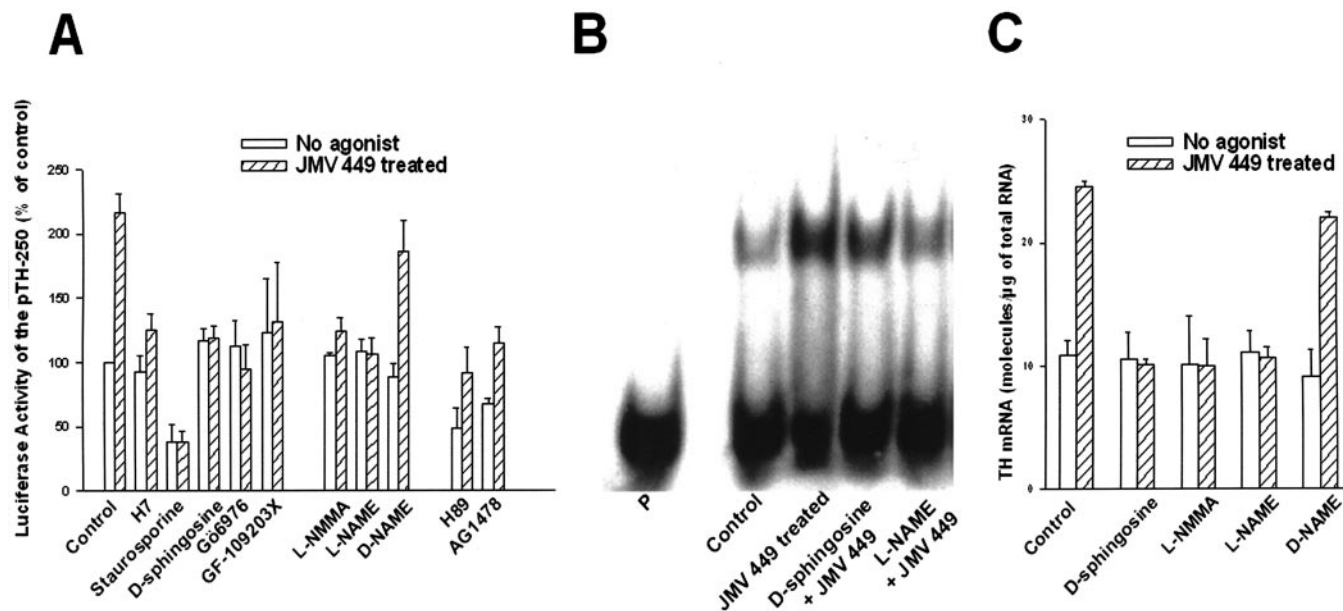 A
Luciferase Activity of the pTH-250 (% of control)
No agonist
JMV 449 treated
250
200
150
100
50
0
Control
H7
Staurosporine
D-sphingosine
Gö6976
GF-109203X
L-NMMA
L-NAME
D-NAME
H89
AG1478
B
P
Control
JMV 449 treated
D-sphingosine
+ JMV 449
L-NAME
+ JMV 449
C
TH mRNA (molecules/µg of total RNA)
No agonist
JMV 449 treated
30
20
10
0
Control
D-sphingosine
L-NMMA
L-NAME
D-NAME